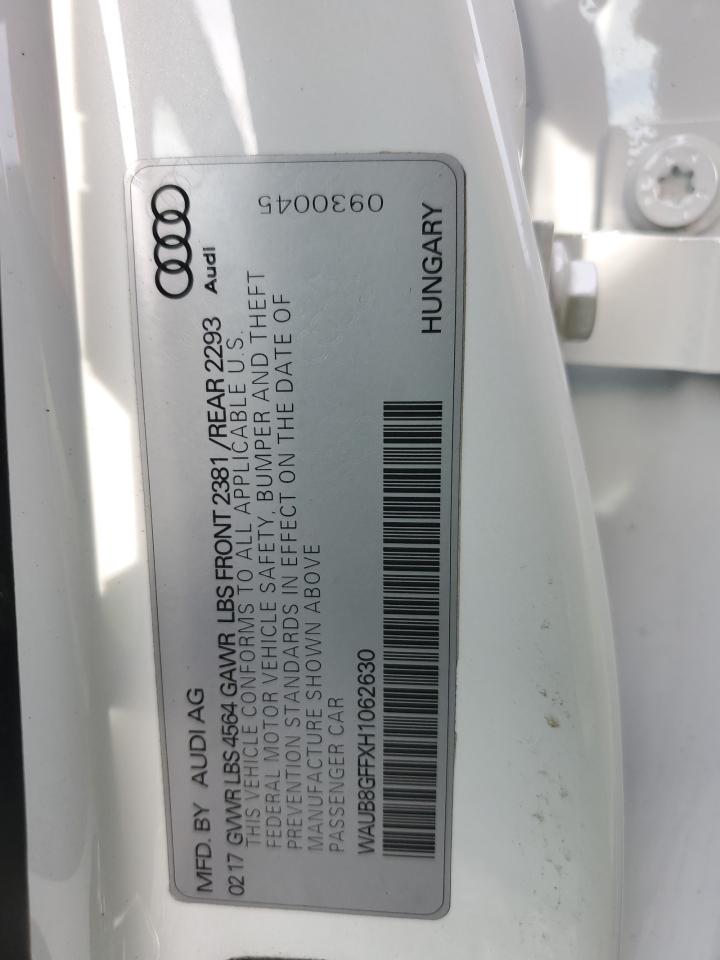 MFD. BY AUDI AG
Audi
0217 GVWR LBS 4564 GAWR LBS FRONT 2381 /REAR 2293
THIS VEHICLE CONFORMS TO ALL APPLICABLE U.S.
FEDERAL MOTOR VEHICLE SAFETY, BUMPER AND THEFT
PREVENTION STANDARDS IN EFFECT ON THE DATE OF
MANUFACTURE SHOWN ABOVE
PASSENGER CAR
0930045
WAUB8GFFXH1062630
HUNGARY